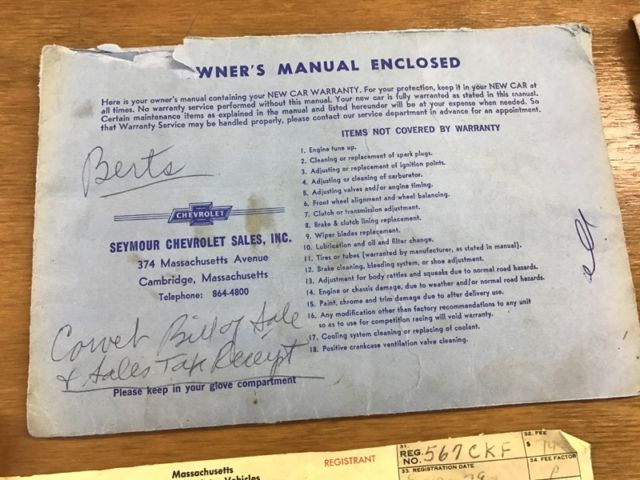 WNER'S MANUAL ENCLOSED
Here is your owner's manual containing your NEW CAR WARRANTY. For your protection, keep it in your NEW CAR at
all times. No warranty service performed without this manual. Your new car is fully warranted as stated in this manual.
Certain maintenance items as explained in the manual and listed hereunder will be at your expense when needed. So
that Warranty Service may be handled properly, please contact our service department in advance for an appointment.
Berts
CHEVROLET
SEYMOUR CHEVROLET SALES, INC.
374 Massachusetts Avenue
Cambridge, Massachusetts
Telephone: 864-4800
Corvet Bill of Sale
& Sales Tax Receipt
Please keep in your glove compartment
ITEMS NOT COVERED BY WARRANTY
1. Engine tune up.
2. Cleaning or replacement of spark plugs.
3. Adjusting or replacement of ignition points.
4. Adjusting or cleaning of carburetor.
5. Adjusting valves and/or engine timing.
6. Front wheel alignment and wheel balancing.
7. Clutch or transmission adjustment.
8. Brake & clutch lining replacement.
9. Wiper blades replacement.
10. Lubrication and oil and filter change.
11. Tires or tubes (warranted by manufacturer, as stated in manual).
12. Brake cleaning, bleeding system, or shoe adjustment.
13. Adjustment for body rattles and squeaks due to normal road hazards.
14. Engine or chassis damage, due to weather and/or normal road hazards.
15. Paint, chrome and trim damage due to after delivery use.
16. Any modification other than factory recommendations to any unit
so as to use for competition racing will void warranty.
17. Cooling system cleaning or replacing of coolant.
18. Positive crankcase ventilation valve cleaning.
Massachusetts
REGISTRANT
31.
REG.
NO. 567CKF
32. FEE
$
33. REGISTRATION DATE
34. FEE FACTOR